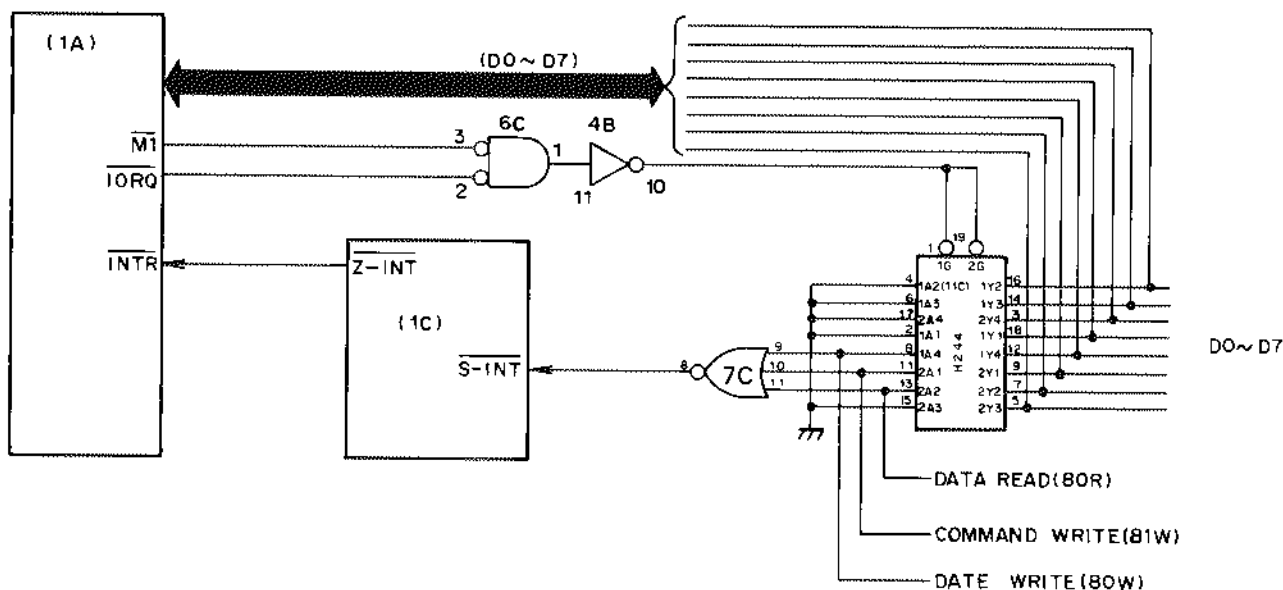 (1A)
(D0~D7)
6C
4B
M1
3
1
IORQ
2
11
10
INTR
Z-INT
(1C)
S-INT
8
7C
9
10
11
1
19
1G
2G
4
1A2(11C)
1Y2
16
6
1A3
1Y3
14
17
2A4
2Y4
3
2
1A1
1Y1
18
8
1A4
1Y4
12
11
2A1
2Y1
9
13
2A2
2Y2
7
15
2A3
2Y3
5
H244
D0~D7
DATA READ(80R)
COMMAND WRITE(81W)
DATE WRITE(80W)